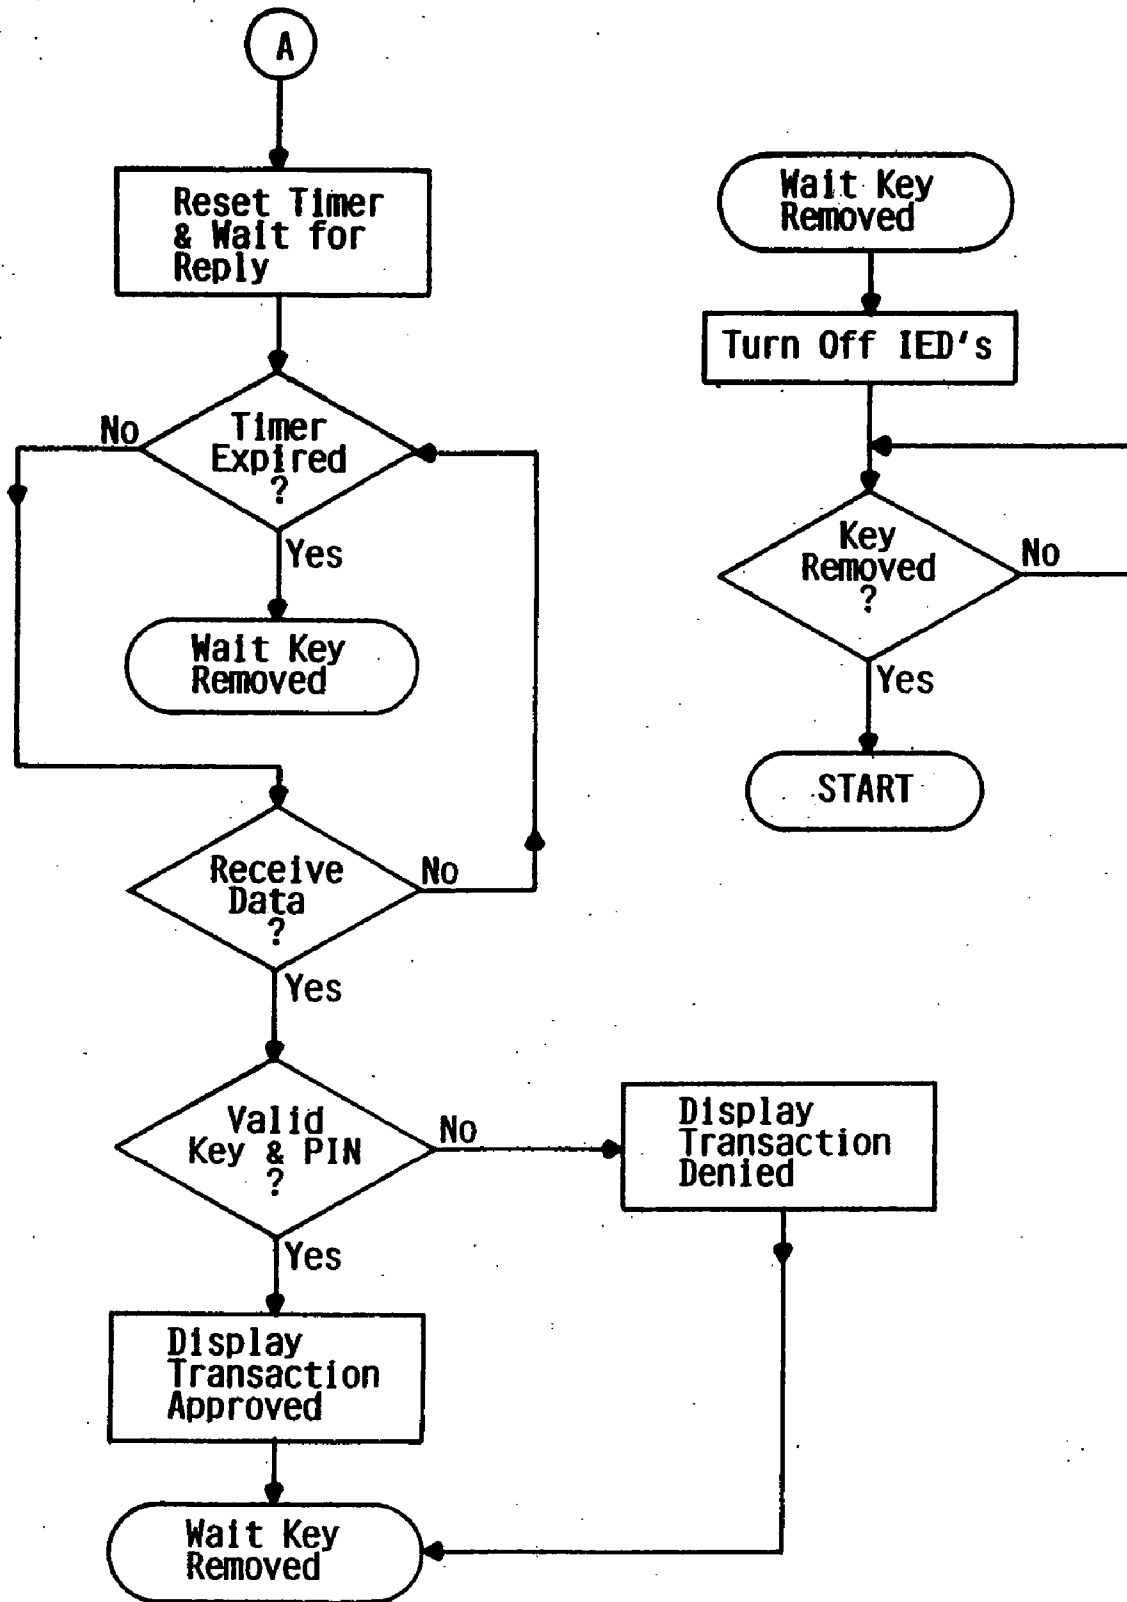 A
Reset Timer
& Wait for
Reply
No
Timer
Expired
?
Yes
Wait Key
Removed
Receive
Data
?
No
Yes
Valid
Key & PIN
?
No
Display
Transaction
Denied
Yes
Display
Transaction
Approved
Wait Key
Removed
Wait Key
Removed
Turn Off IED's
Key
Removed
?
No
Yes
START